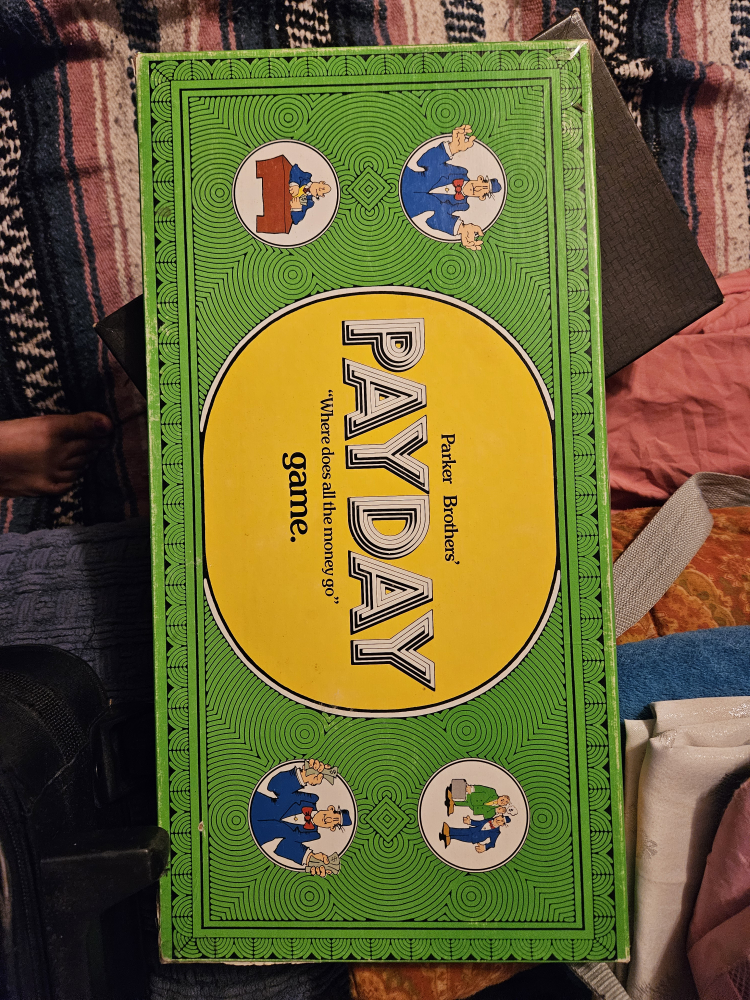 Parker Brothers'
PAYDAY
“Where does all the money go”
game.